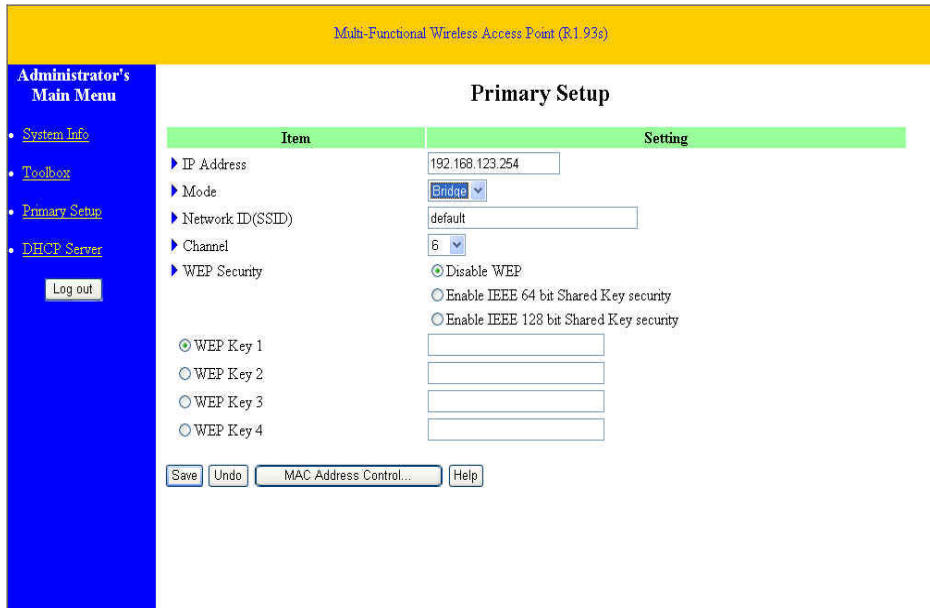 Multi-Functional Wireless Access Point (R1.93s)
Administrator's
Main Menu
System Info
Toolbox
Primary Setup
DHCP Server
Log out
Primary Setup
Item Setting
IP Address 192.168.123.254
Mode Bridge
Network ID(SSID) default
Channel 6
WEP Security Disable WEP
Enable IEEE 64 bit Shared Key security
Enable IEEE 128 bit Shared Key security
WEP Key 1
WEP Key 2
WEP Key 3
WEP Key 4
Save Undo MAC Address Control... Help